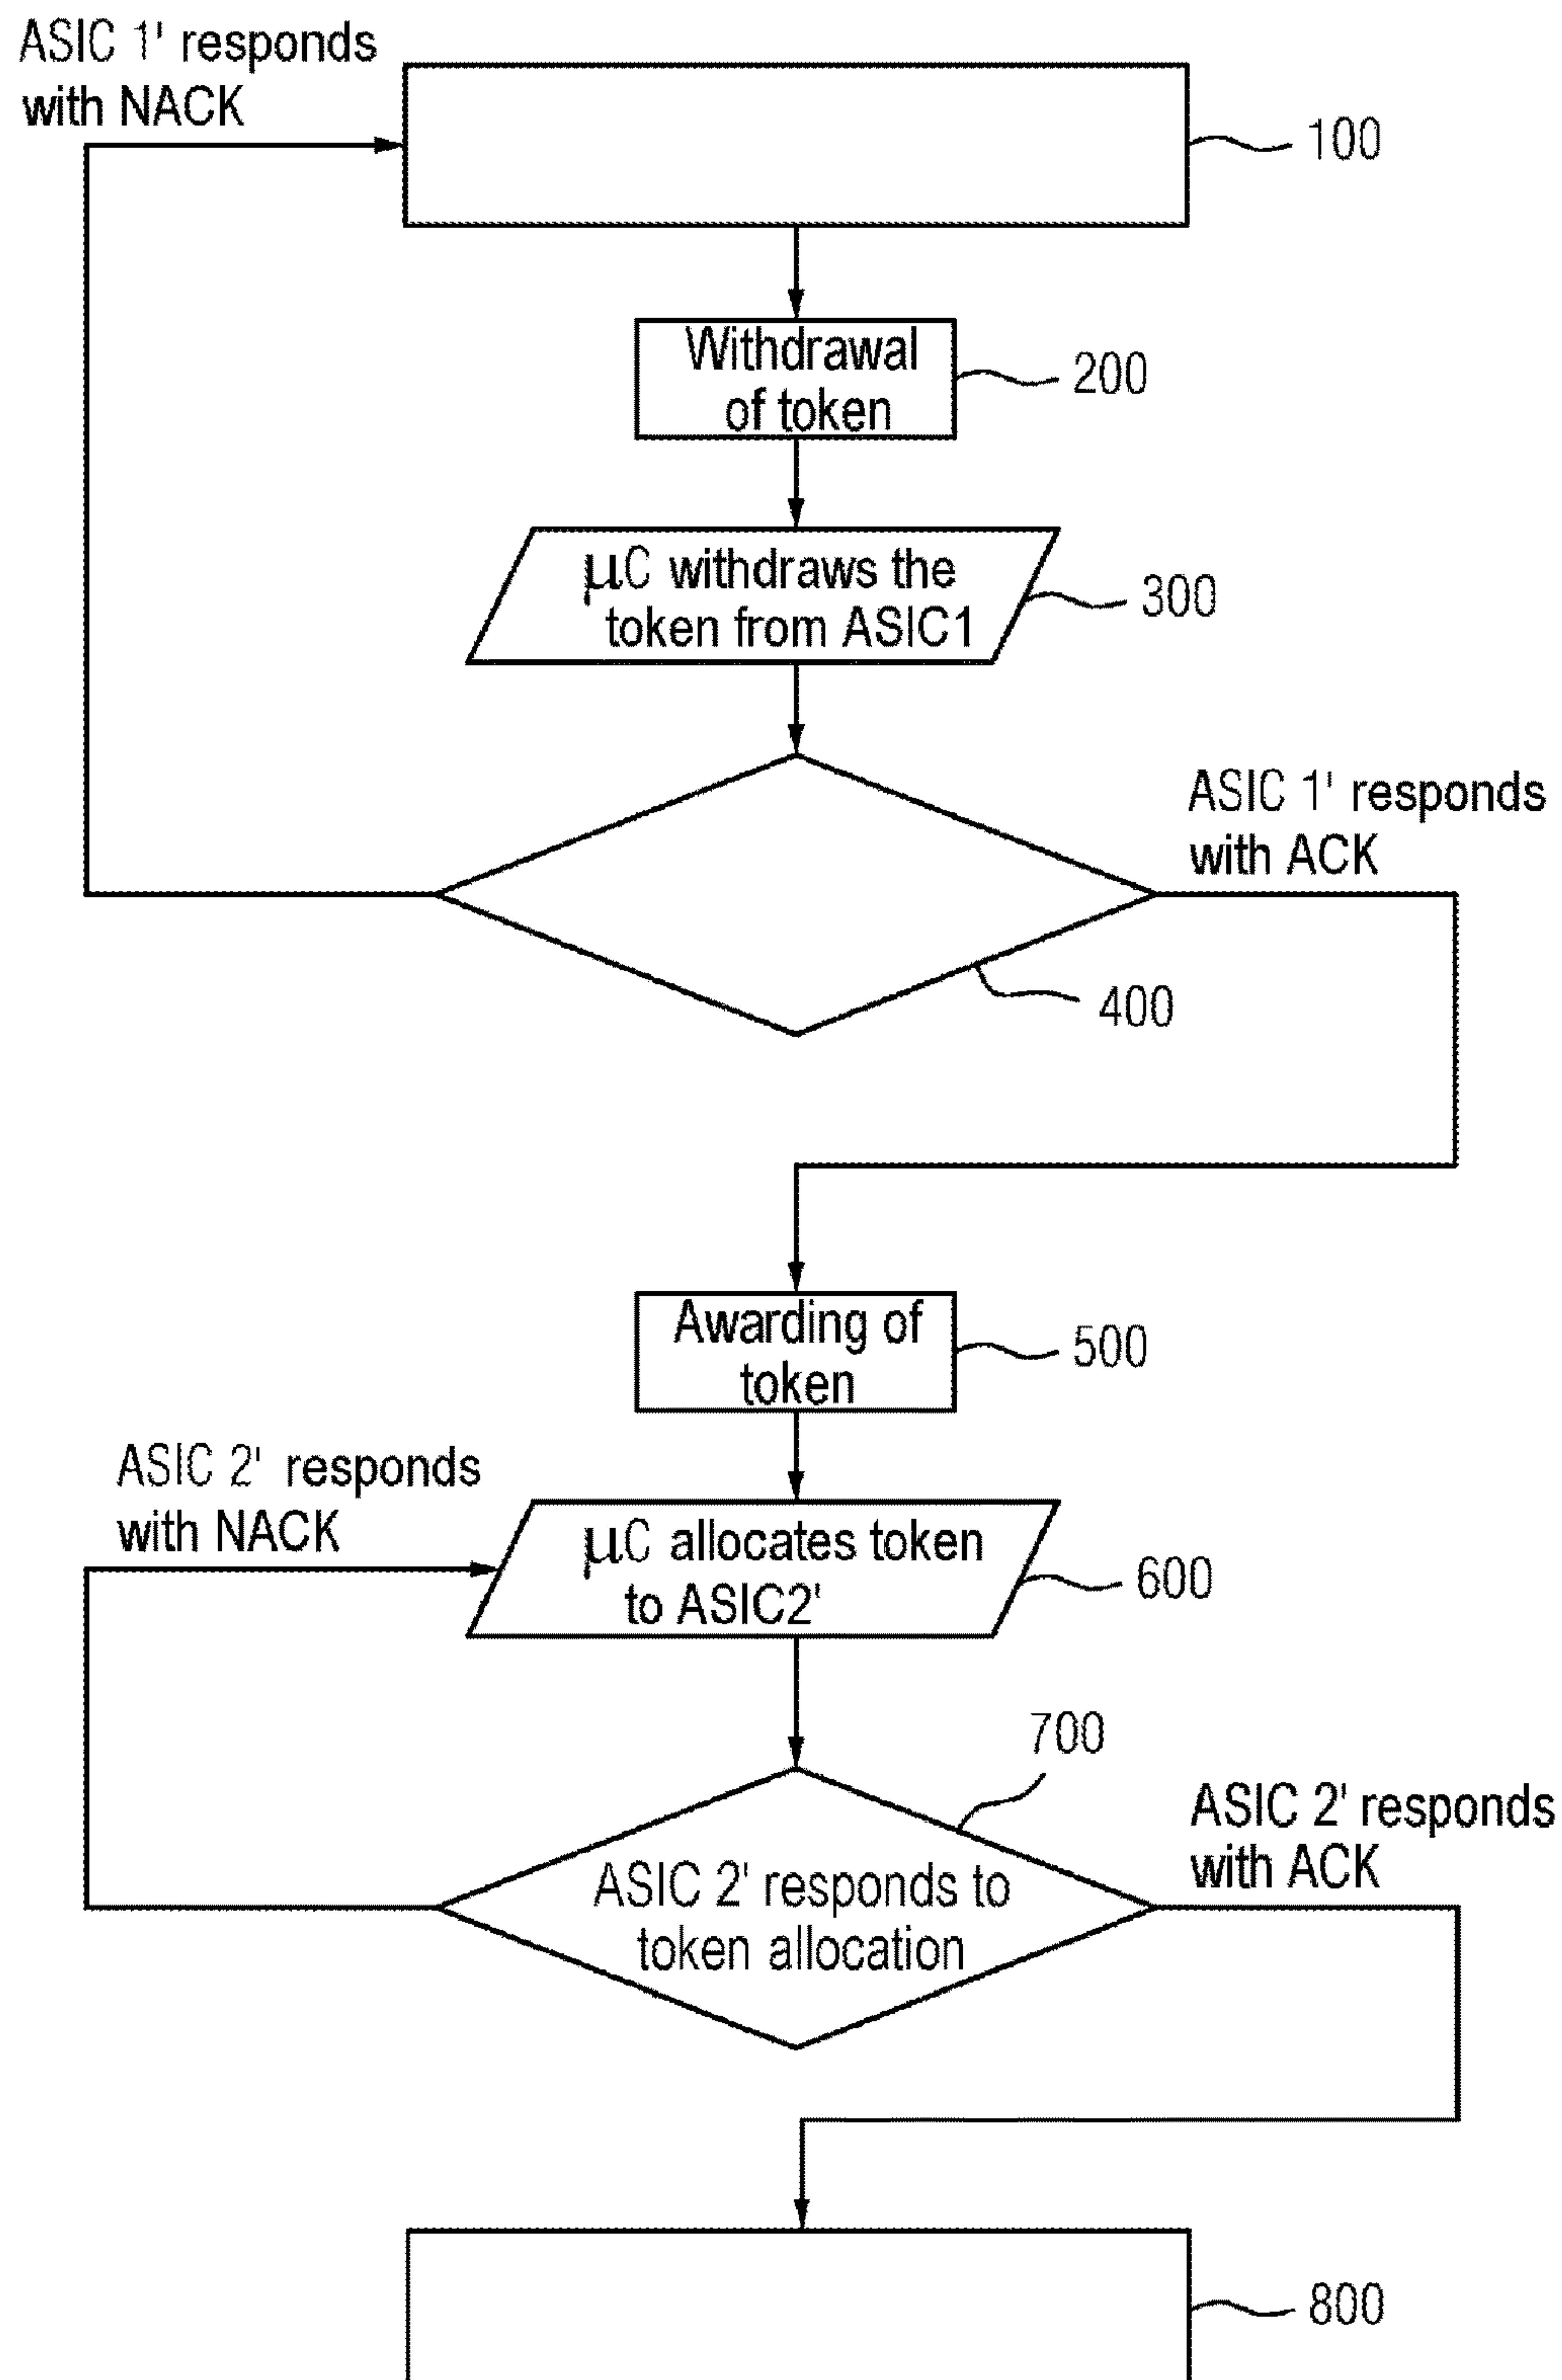 ASIC 1' responds
with NACK
100
Withdrawal
of token
200
µC withdraws the
token from ASIC1
300
ASIC 1' responds
with ACK
400
Awarding of
token
500
ASIC 2' responds
with NACK
µC allocates token
to ASIC2'
600
700
ASIC 2' responds
with ACK
ASIC 2' responds to
token allocation
800